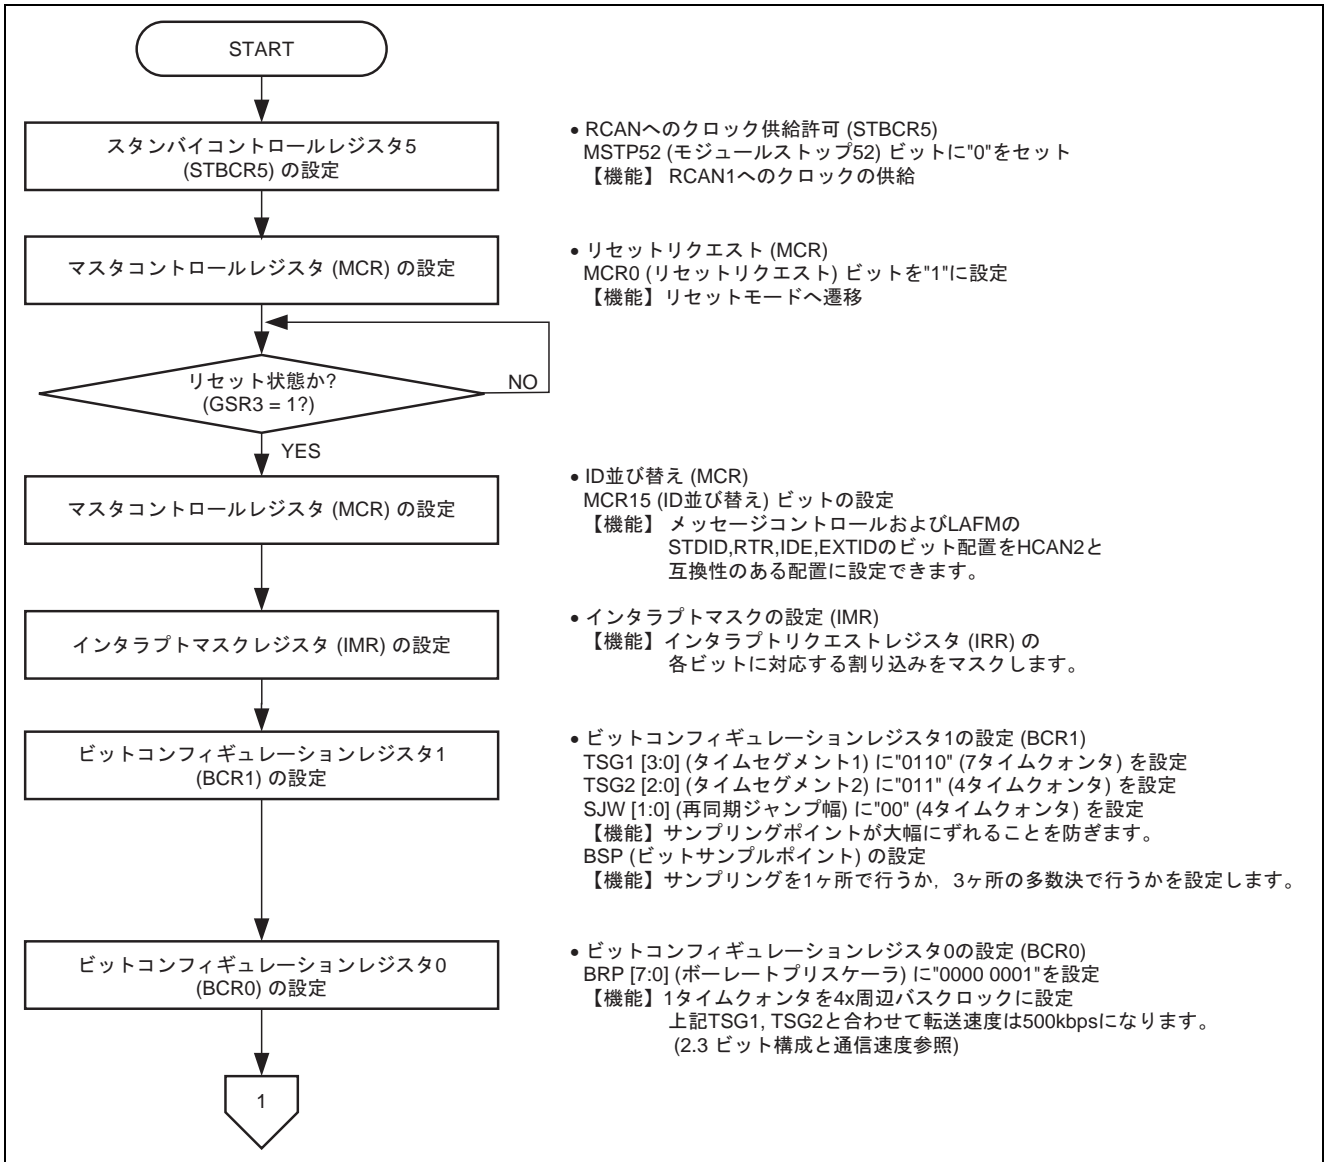 START
スタンバイコントロールレジスタ5
(STBCR5) の設定
• RCANへのクロック供給許可 (STBCR5)
MSTP52 (モジュールストップ52) ビットに"0"をセット
【機能】 RCAN1へのクロックの供給
マスタコントロールレジスタ (MCR) の設定
• リセットリクエスト (MCR)
MCR0 (リセットリクエスト) ビットを"1"に設定
【機能】リセットモードへ遷移
リセット状態か?
(GSR3 = 1?)
NO
YES
マスタコントロールレジスタ (MCR) の設定
• ID並び替え (MCR)
MCR15 (ID並び替え) ビットの設定
【機能】 メッセージコントロールおよびLAFMの
STDID,RTR,IDE,EXTIDのビット配置をHCAN2と
互換性のある配置に設定できます。
インタラプトマスクレジスタ (IMR) の設定
• インタラプトマスクの設定 (IMR)
【機能】インタラプトリクエストレジスタ (IRR) の
各ビットに対応する割り込みをマスクします。
ビットコンフィギュレーションレジスタ1
(BCR1) の設定
• ビットコンフィギュレーションレジスタ1の設定 (BCR1)
TSG1 [3:0] (タイムセグメント1) に"0110" (7タイムクォンタ) を設定
TSG2 [2:0] (タイムセグメント2) に"011" (4タイムクォンタ) を設定
SJW [1:0] (再同期ジャンプ幅) に"00" (4タイムクォンタ) を設定
【機能】サンプリングポイントが大幅にずれることを防ぎます。
BSP (ビットサンプルポイント) の設定
【機能】サンプリングを1ヶ所で行うか，3ヶ所の多数決で行うかを設定します。
ビットコンフィギュレーションレジスタ0
(BCR0) の設定
• ビットコンフィギュレーションレジスタ0の設定 (BCR0)
BRP [7:0] (ボーレートプリスケーラ) に"0000 0001"を設定
【機能】1タイムクォンタを4x周辺バスクロックに設定
上記TSG1, TSG2と合わせて転送速度は500kbpsになります。
(2.3 ビット構成と通信速度参照)
1